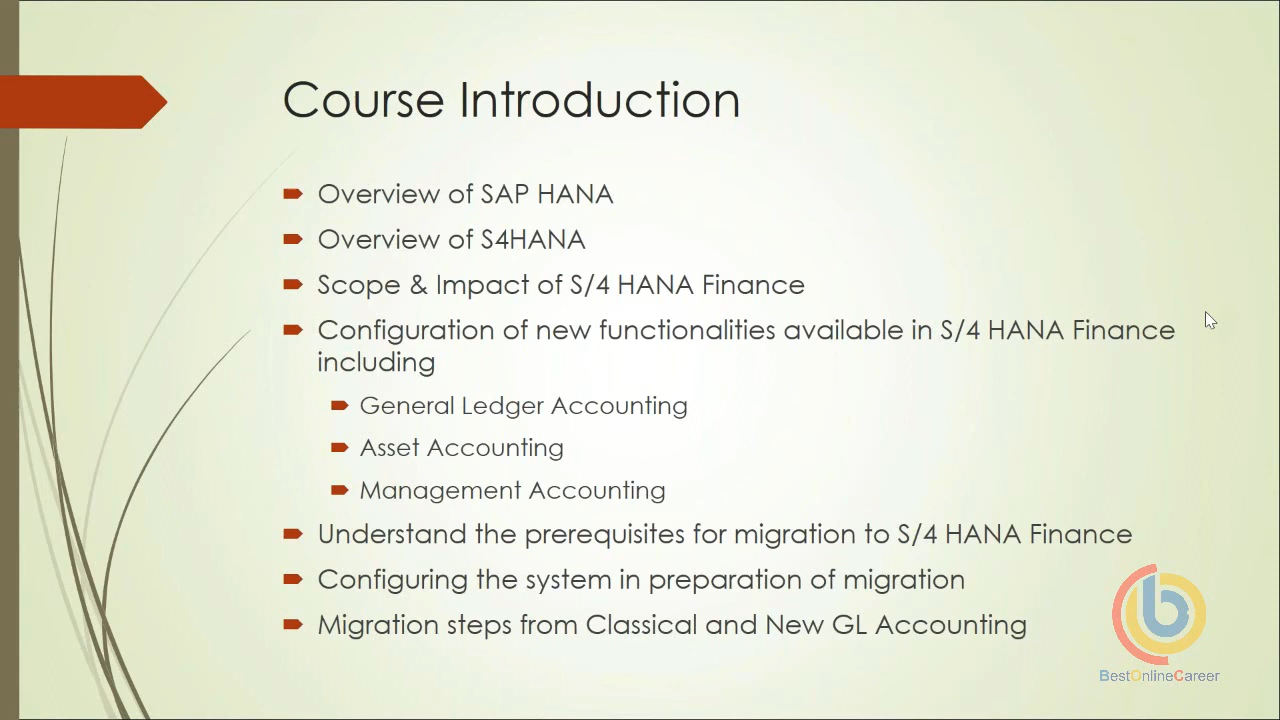 Course Introduction
Overview of SAP HANA
Overview of S4HANA
Scope & Impact of S/4 HANA Finance
Configuration of new functionalities available in S/4 HANA Finance
including
General Ledger Accounting
Asset Accounting
Management Accounting
Understand the prerequisites for migration to S/4 HANA Finance
Configuring the system in preparation of migration
Migration steps from Classical and New GL Accounting
BestOnlineCareer